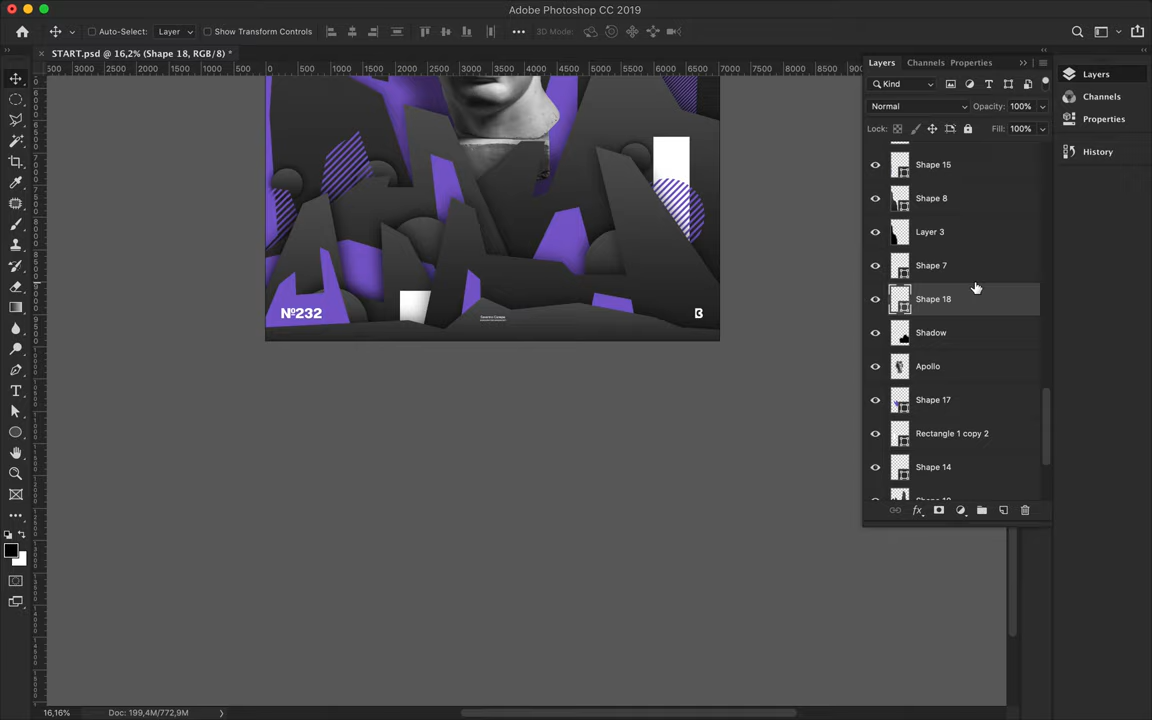 Adobe Photoshop CC 2019
Auto-Select: Layer Show Transform Controls 3D Mode:
START.psd @ 16,2% (Shape 18, RGB/8) *
3500 3000 2500 2000 1500 1000 500 0 500 1000 1500 2000 2500 3000 3500 4000 4500 5000 5500 6000 6500 7000 7500 8000 8500
Layers Channels Properties
Kind
Normal Opacity: 100%
Lock: Fill: 100%
Shape 15
Shape 8
Layer 3
Shape 7
Shape 18
Shadow
Apollo
Shape 17
Rectangle 1 copy 2
Shape 14
fx
Layers
Channels
Properties
History
Nº232
B
16,16% Doc: 199,4M/772,9M